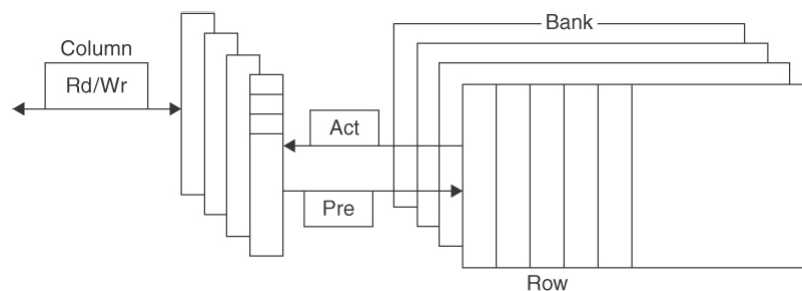 Column
Rd/Wr
Bank
Act
Pre
Row